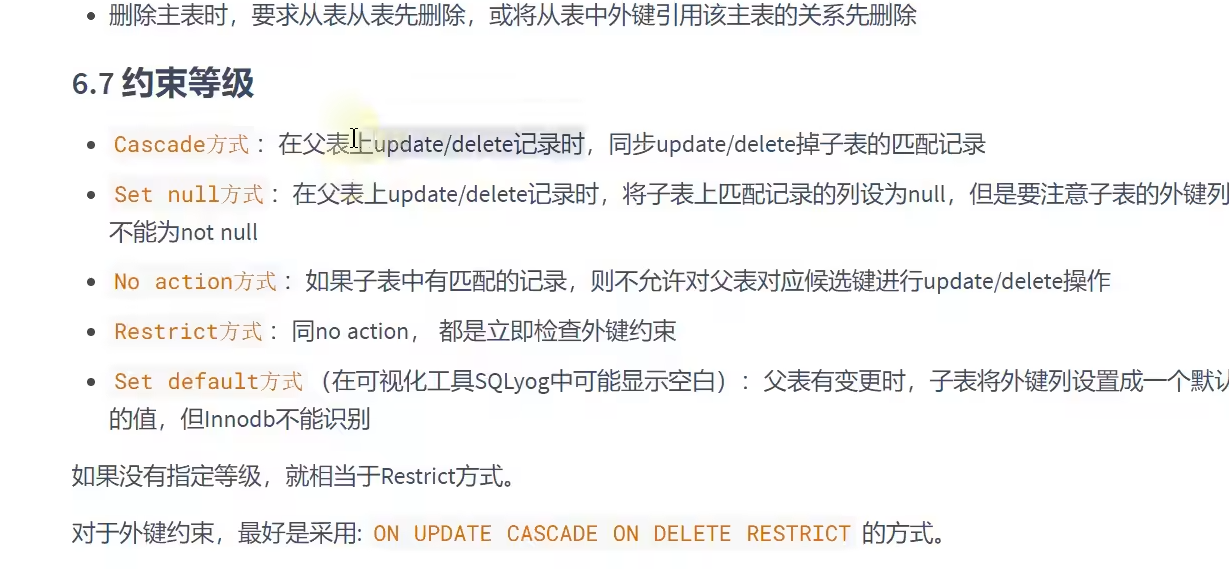 删除主表时，要求从表从表先删除，或将从表中外键引用该主表的关系先删除
6.7 约束等级
Cascade方式：在父表上update/delete记录时，同步update/delete掉子表的匹配记录
Set null方式：在父表上update/delete记录时，将子表上匹配记录的列设为null，但是要注意子表的外键列
不能为not null
No action方式：如果子表中有匹配的记录，则不允许对父表对应候选键进行update/delete操作
Restrict方式：同no action， 都是立即检查外键约束
Set default方式 （在可视化工具SQLyog中可能显示空白）：父表有变更时，子表将外键列设置成一个默认
的值，但Innodb不能识别
如果没有指定等级，就相当于Restrict方式。
对于外键约束，最好是采用: ON UPDATE CASCADE ON DELETE RESTRICT 的方式。